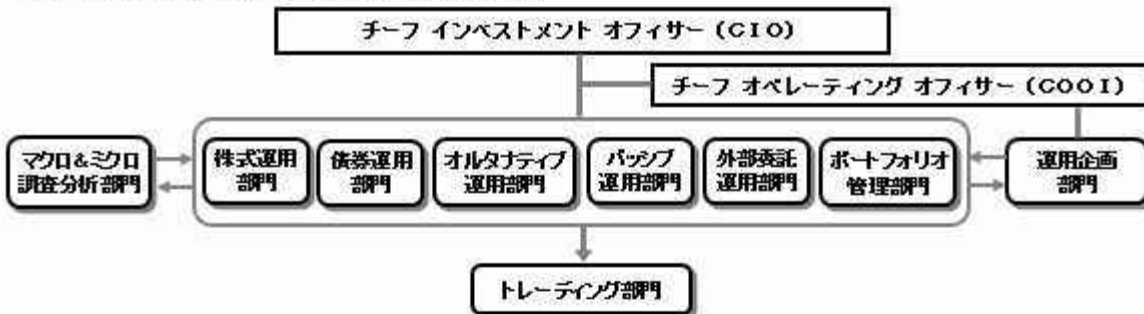 チーフ インベストメント オフィサー (CIO)
チーフ オペレーティング オフィサー (COOI)
マクロ&ミクロ
調査分析部門
株式運用
部門
債券運用
部門
オルタナティブ
運用部門
パッシブ
運用部門
外部委託
運用部門
ポートフォリオ
管理部門
運用企画
部門
トレーディング部門